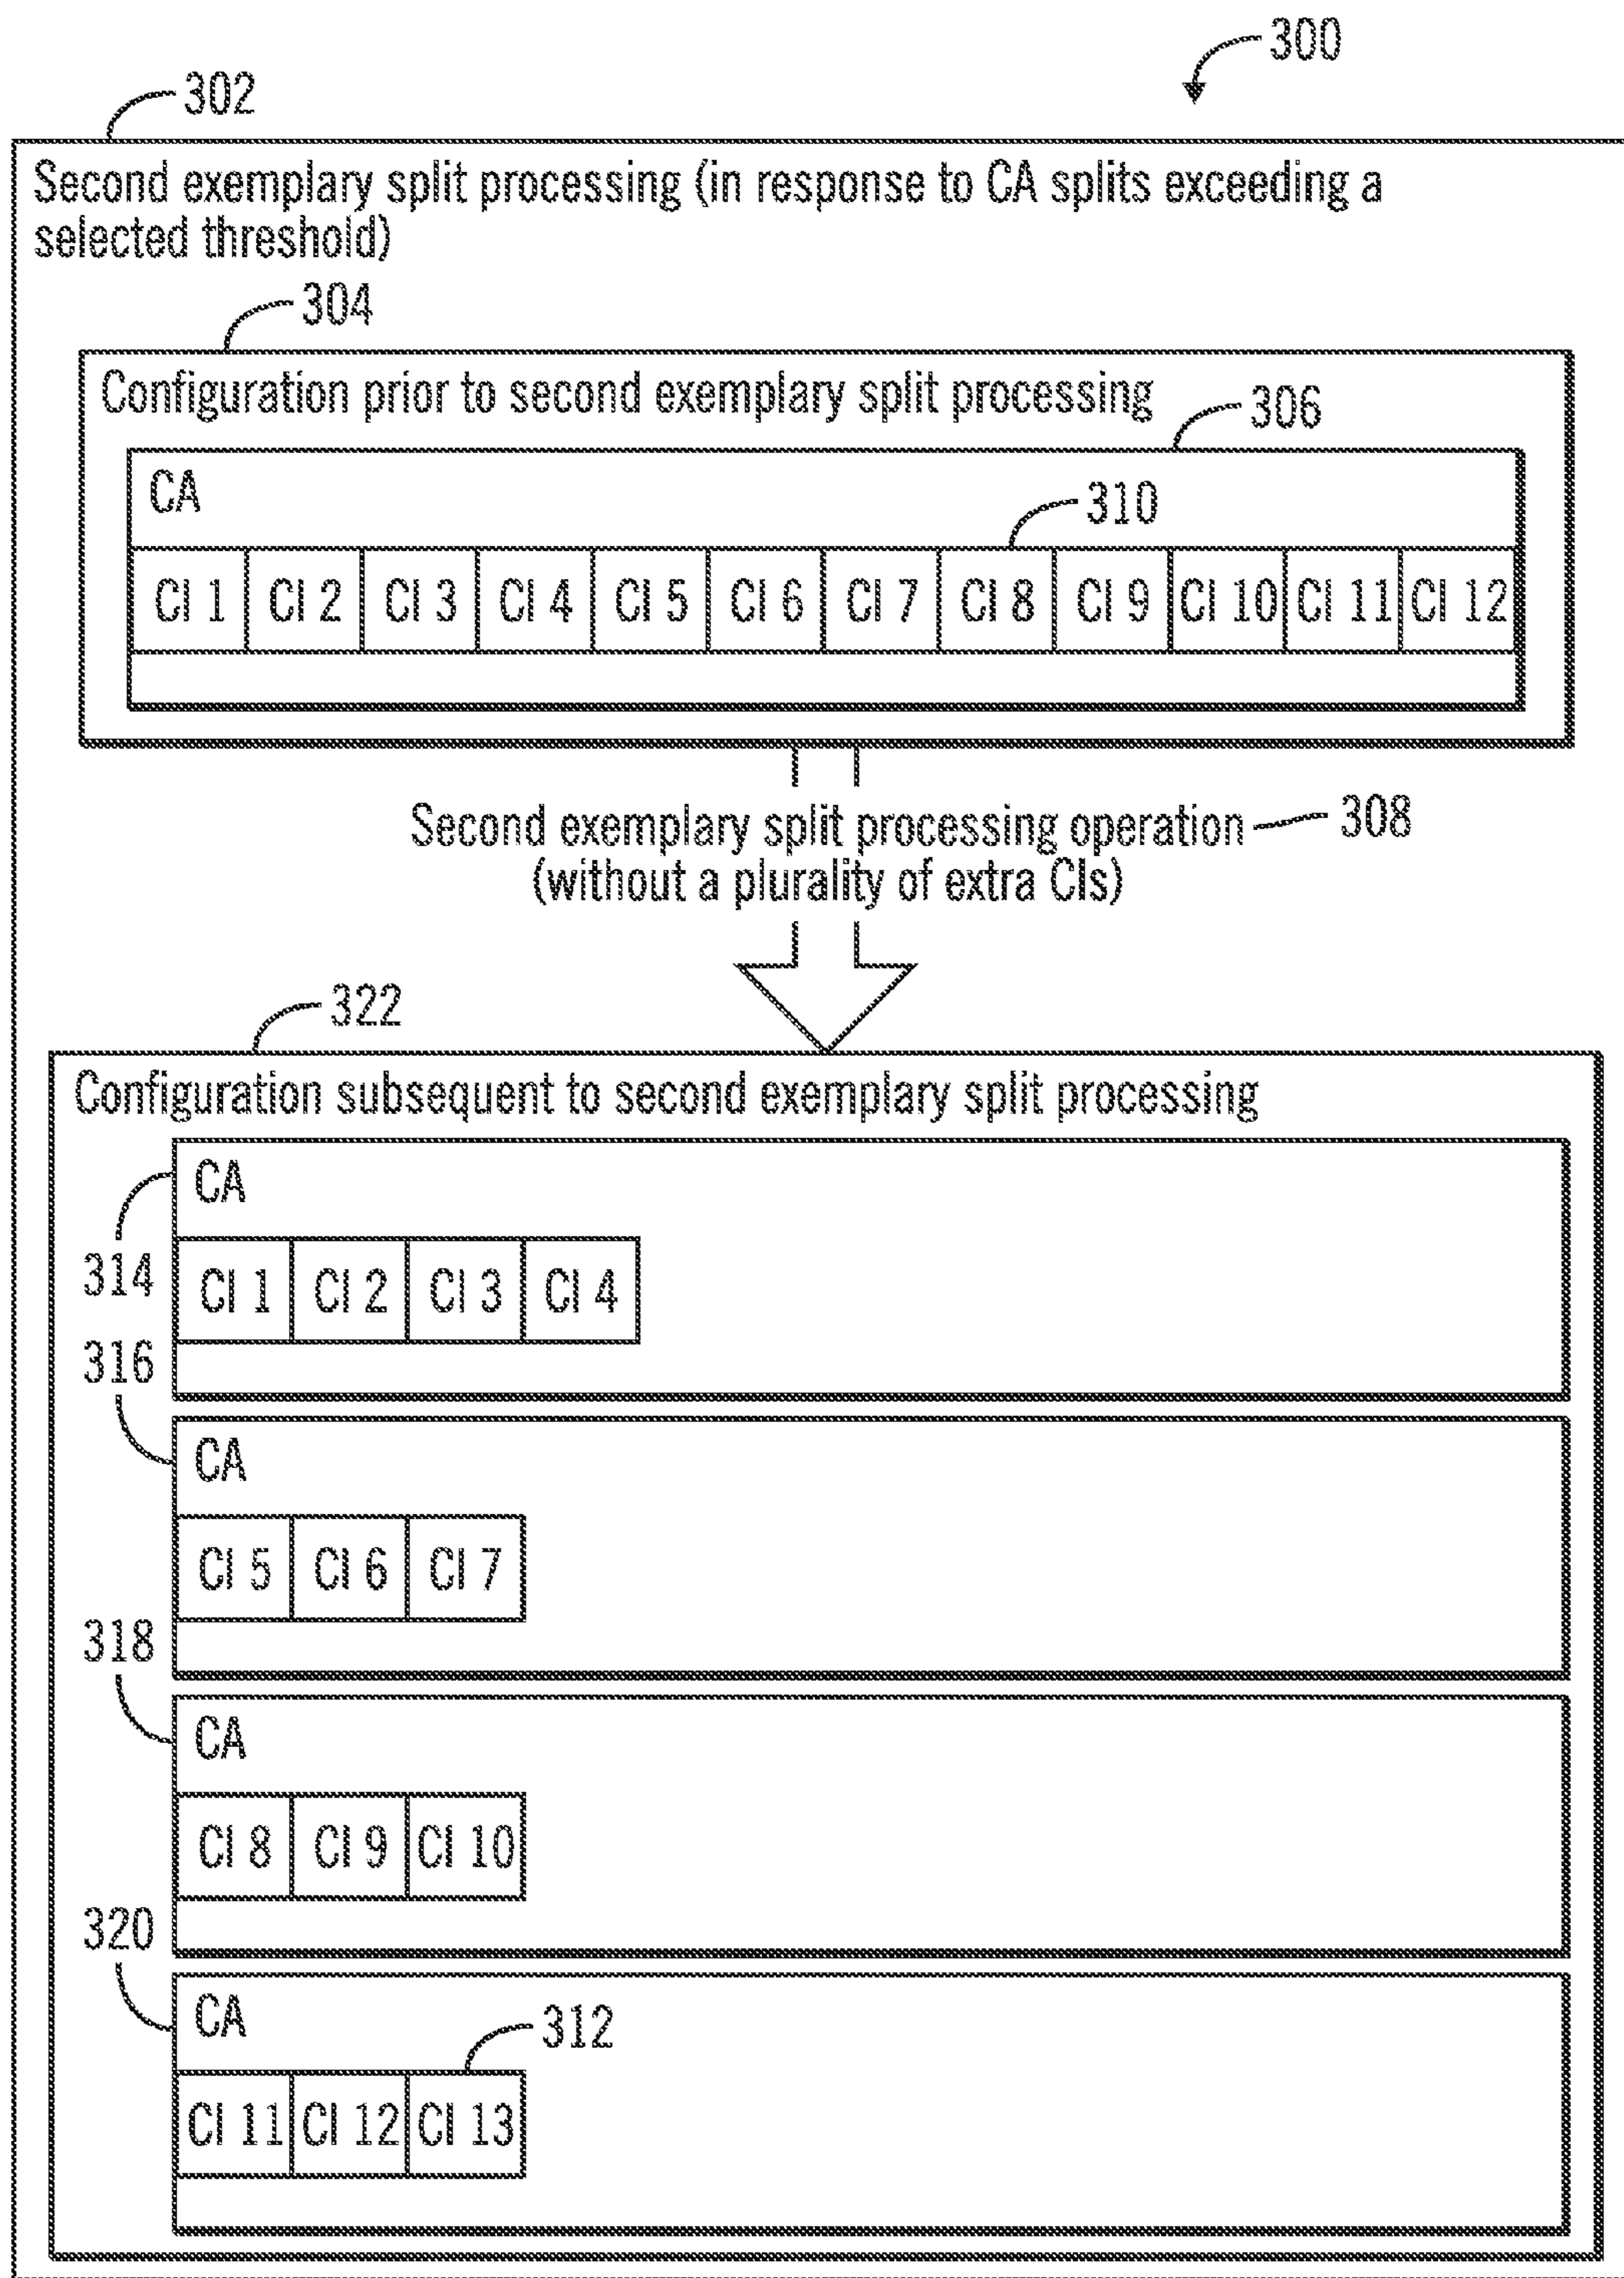 300
302
Second exemplary split processing (in response to CA splits exceeding a
selected threshold)
304
Configuration prior to second exemplary split processing
306
CA
310
CI 1 CI 2 CI 3 CI 4 CI 5 CI 6 CI 7 CI 8 CI 9 CI 10 CI 11 CI 12
Second exemplary split processing operation 308
(without a plurality of extra CIs)
322
Configuration subsequent to second exemplary split processing
CA
314
CI 1 CI 2 CI 3 CI 4
316
CA
CI 5 CI 6 CI 7
318
CA
CI 8 CI 9 CI 10
320
CA
312
CI 11 CI 12 CI 13